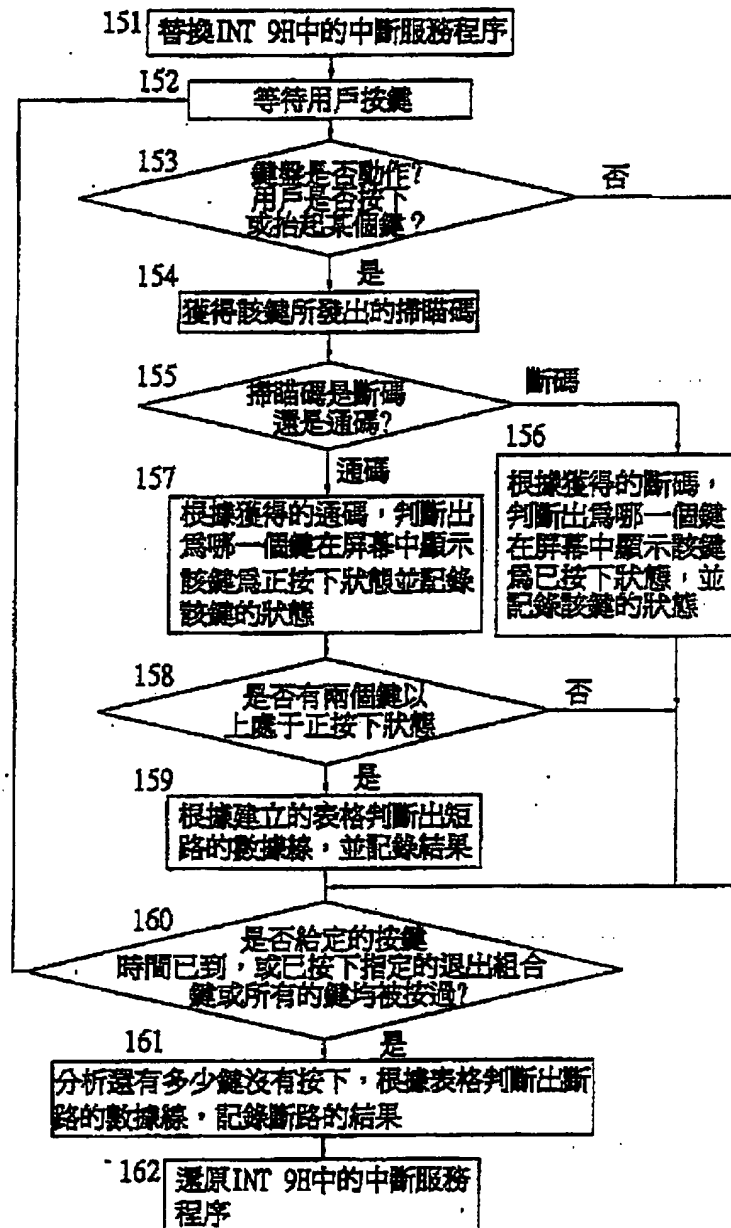 151
替換INT 9H中的中斷服務程序
152
等待用戶按鍵
153
鍵盤是否動作?
用戶是否按下
或抬起某個鍵?
否
是
154
獲得該鍵所發出的掃瞄碼
155
掃瞄碼是斷碼
還是通碼?
斷碼
通碼
156
根據獲得的斷碼,
判斷出爲哪一個鍵
在屏幕中顯示該鍵
爲已按下狀態,並
記錄該鍵的狀態
157
根據獲得的通碼,判斷出
爲哪一個鍵在屏幕中顯示
該鍵爲正按下狀態並記錄
該鍵的狀態
158
是否有兩個鍵以
上處于正按下狀態
否
是
159
根據建立的表格判斷出短
路的數據線,並記錄結果
160
是否給定的按鍵
時間已到,或已按下指定的退出組合
鍵或所有的鍵均被按過?
是
161
分析還有多少鍵沒有按下,根據表格判斷出斷
路的數據線,記錄斷路的結果
162
還原INT 9H中的中斷服務
程序